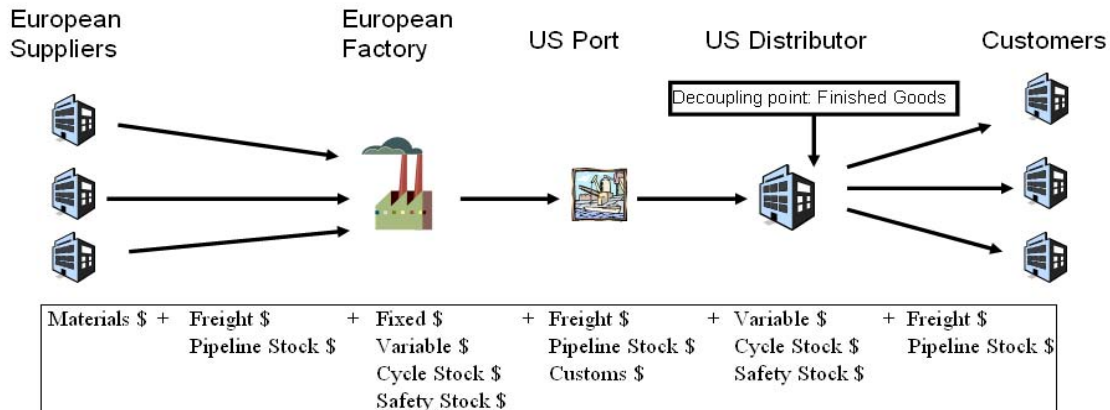 European
Suppliers
European
Factory
US Port
US Distributor
Customers
Decoupling point: Finished Goods
Materials $ + Freight $ + Fixed $ + Freight $ + Variable $ + Freight $
Pipeline Stock $ Variable $ Pipeline Stock $ Cycle Stock $ Pipeline Stock $
Cycle Stock $ Customs $ Safety Stock $
Safety Stock $